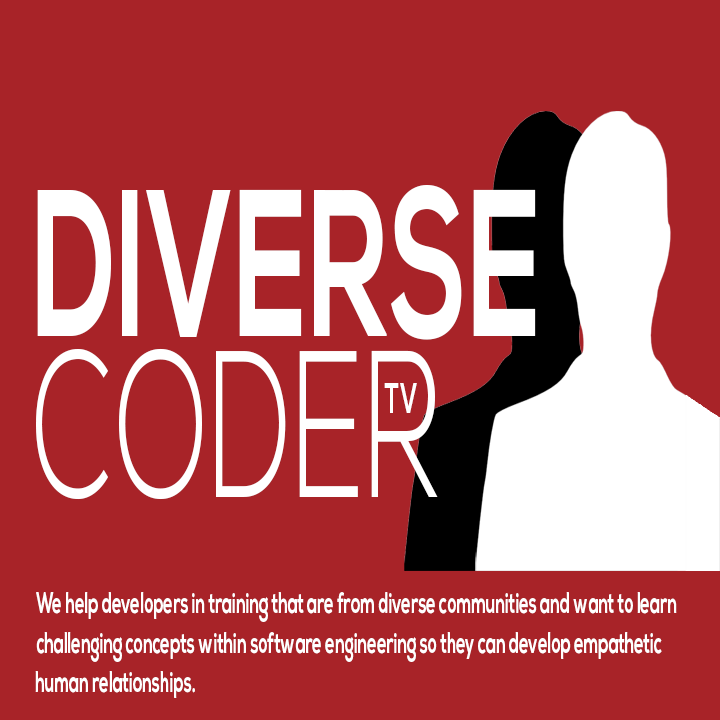 DIVERSE
CODER
TV
We help developers in training that are from diverse communities and want to learn
challenging concepts within software engineering so they can develop empathetic
human relationships.